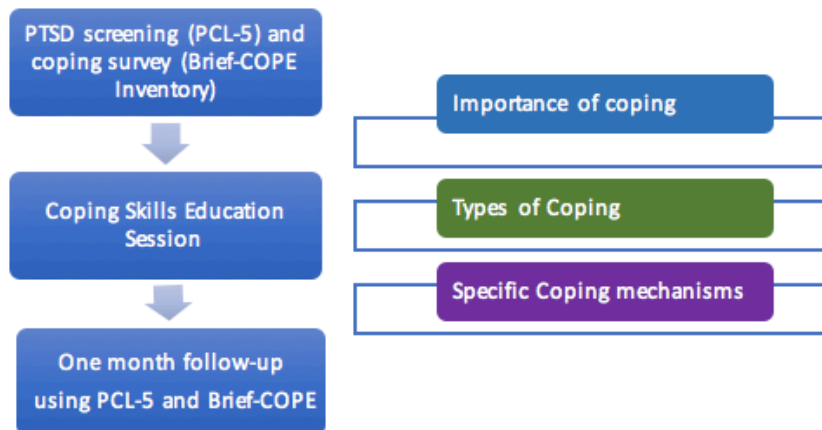 PTSD screening (PCL-5) and
coping survey (Brief-COPE
Inventory)
Coping Skills Education
Session
One month follow-up
using PCL-5 and Brief-COPE
Importance of coping
Types of Coping
Specific Coping mechanisms